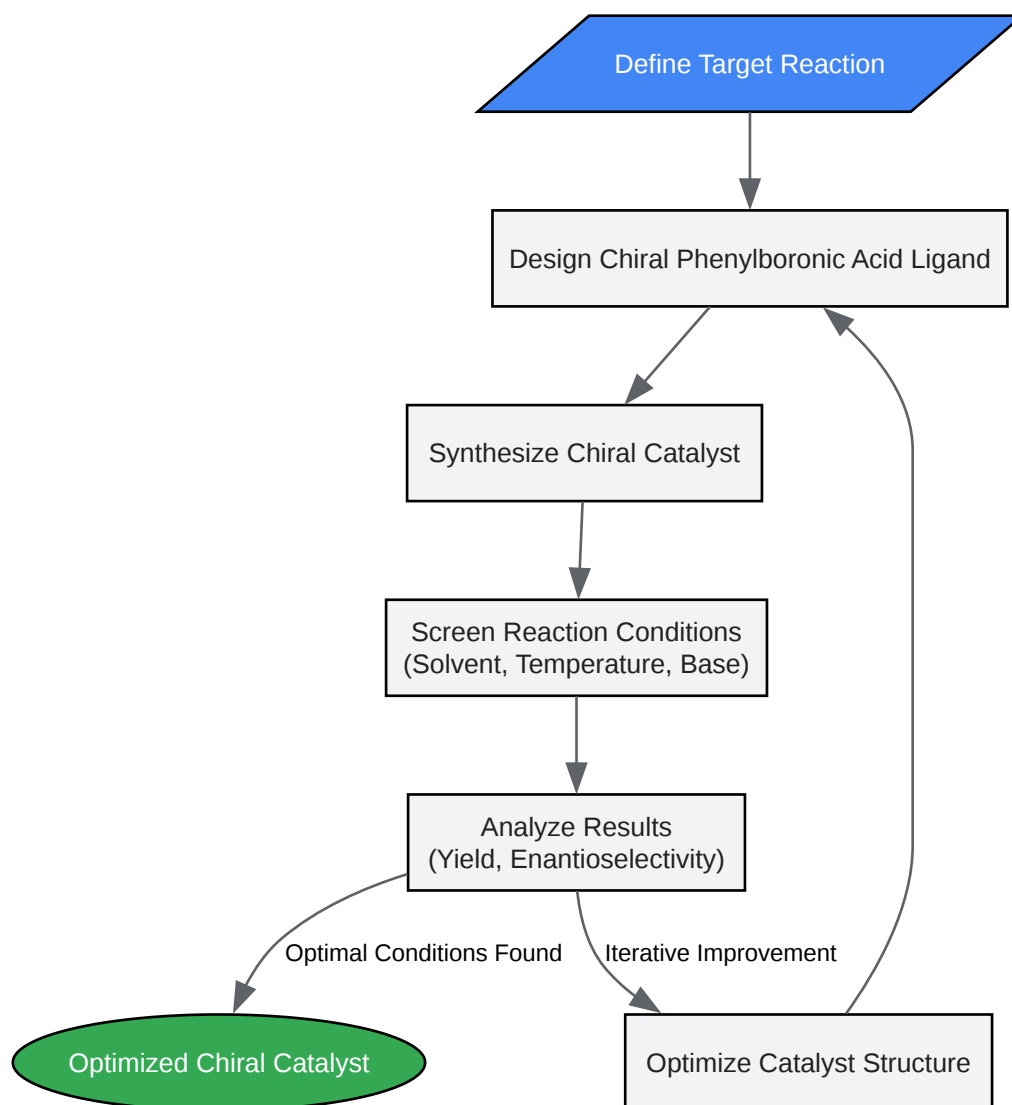 Define Target Reaction
Design Chiral Phenylboronic Acid Ligand
Synthesize Chiral Catalyst
Screen Reaction Conditions
(Solvent, Temperature, Base)
Analyze Results
(Yield, Enantioselectivity)
Optimal Conditions Found
Iterative Improvement
Optimized Chiral Catalyst
Optimize Catalyst Structure